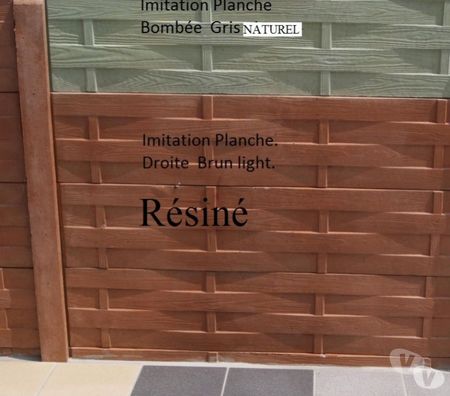 Imitation Planche
Bombée Gris NATUREL
Imitation Planche.
Droite Brun light.
Résiné